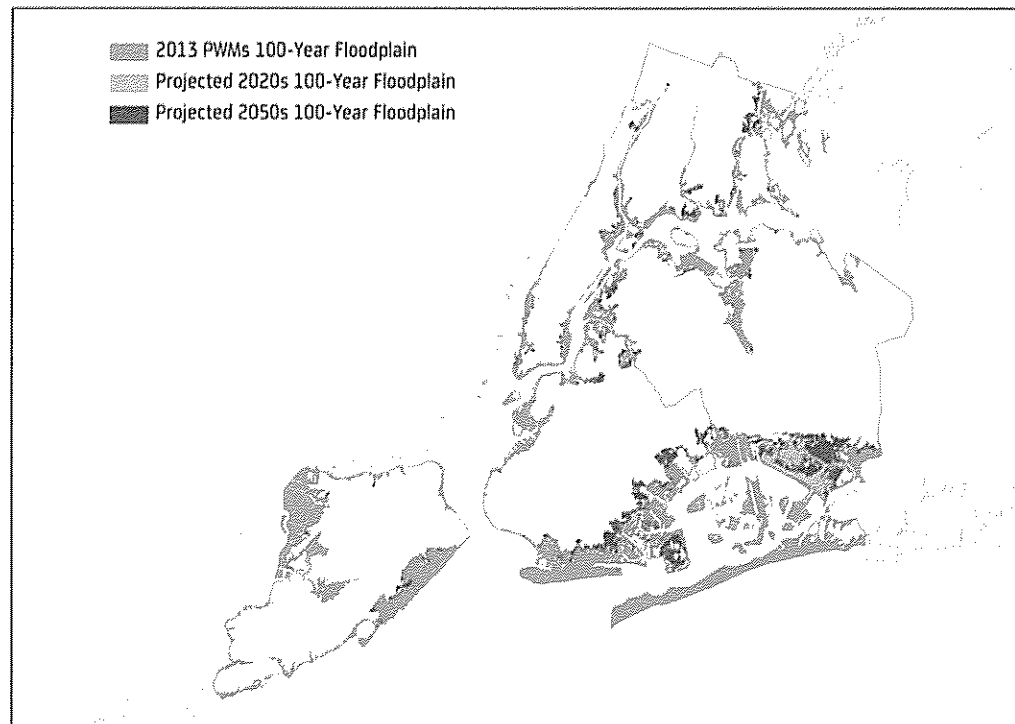 2013 PWMs 100-Year Floodplain
Projected 2020s 100-Year Floodplain
Projected 2050s 100-Year Floodplain